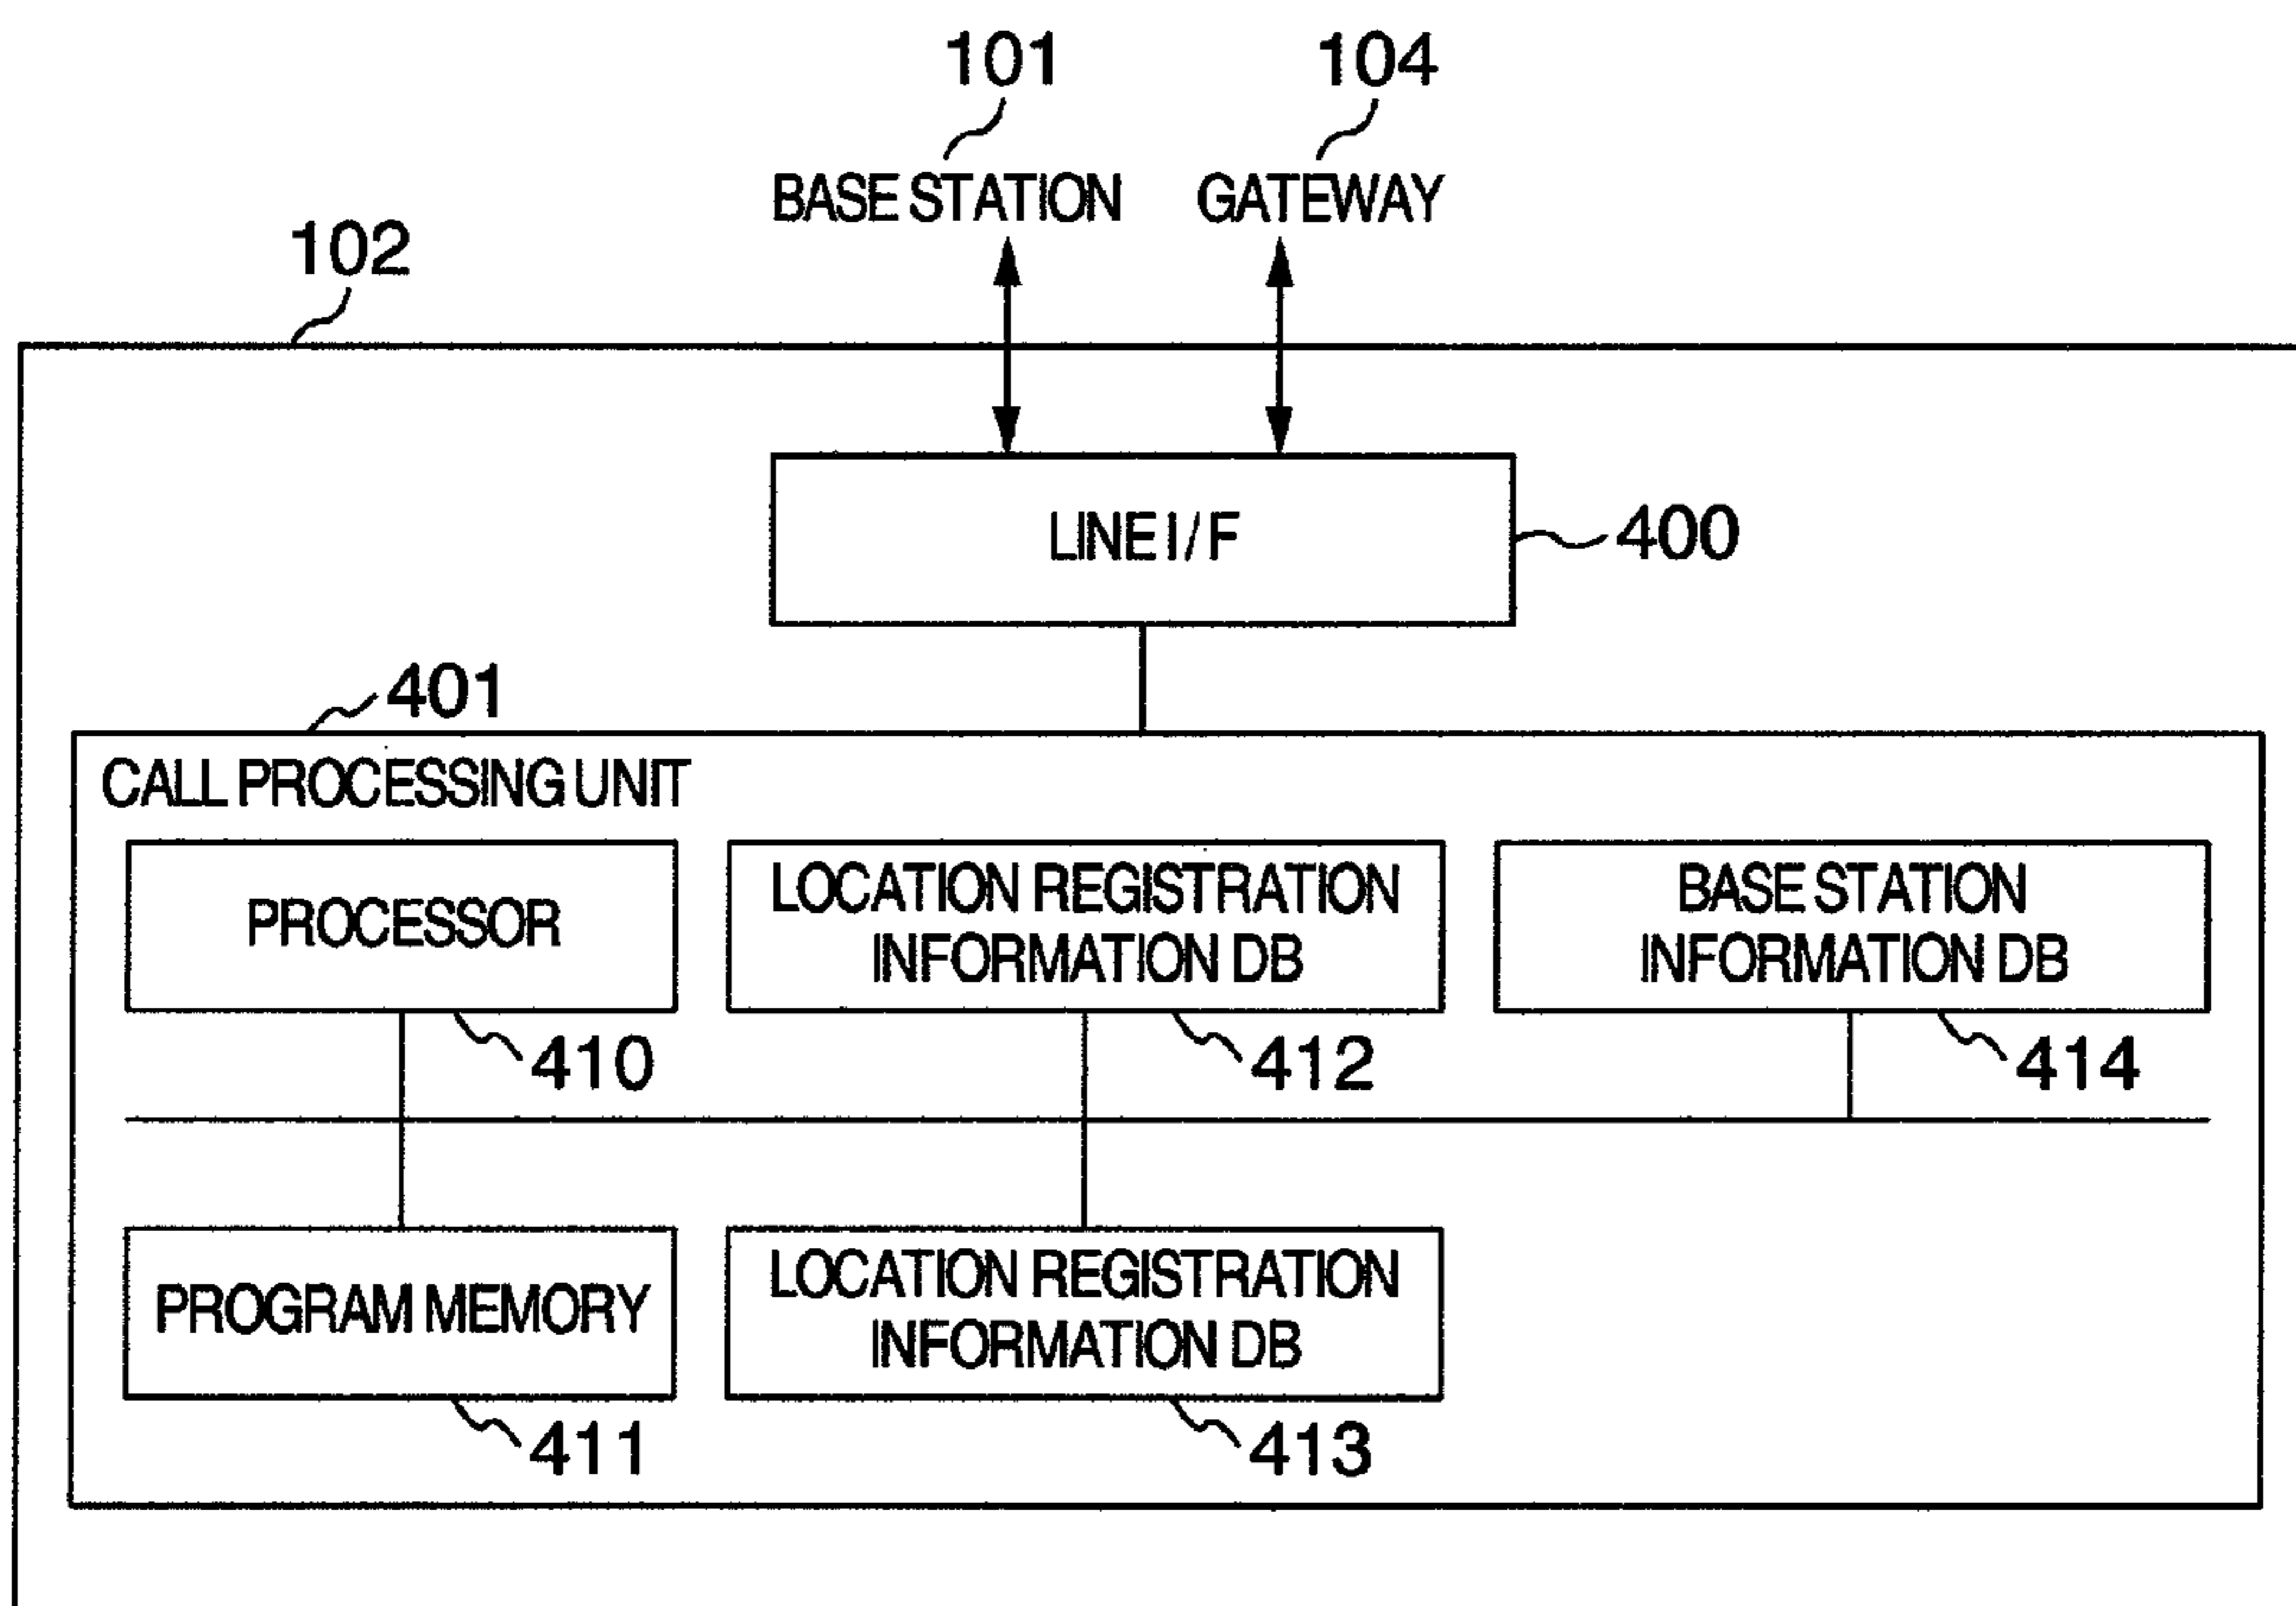 101
104
BASE STATION
GATEWAY
102
LINE I/F
400
401
CALL PROCESSING UNIT
PROCESSOR
410
LOCATION REGISTRATION
INFORMATION DB
412
BASE STATION
INFORMATION DB
414
PROGRAM MEMORY
411
LOCATION REGISTRATION
INFORMATION DB
413